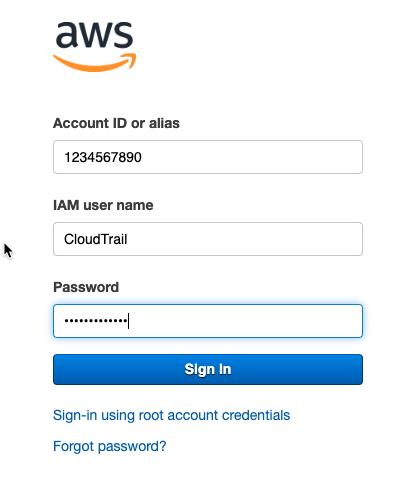 aws
Account ID or alias
1234567890
IAM user name
CloudTrail
Password
•••••••••••••
Sign In
Sign-in using root account credentials
Forgot password?